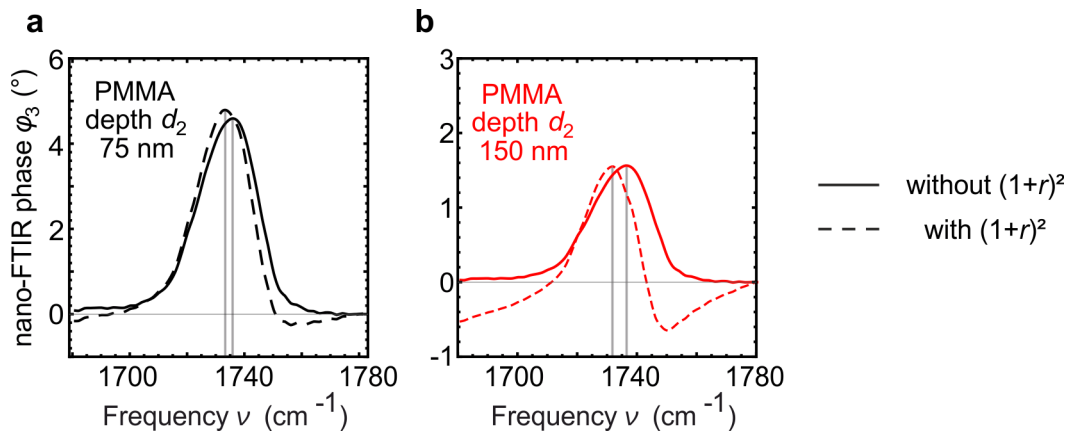 a
nano-FTIR phase φ₃ (°)
6
4
2
0
PMMA
depth d₂
75 nm
1700
1740
1780
Frequency ν (cm⁻¹)
b
3
2
1
0
-1
PMMA
depth d₂
150 nm
1700
1740
1780
Frequency ν (cm⁻¹)
without (1+r)²
with (1+r)²